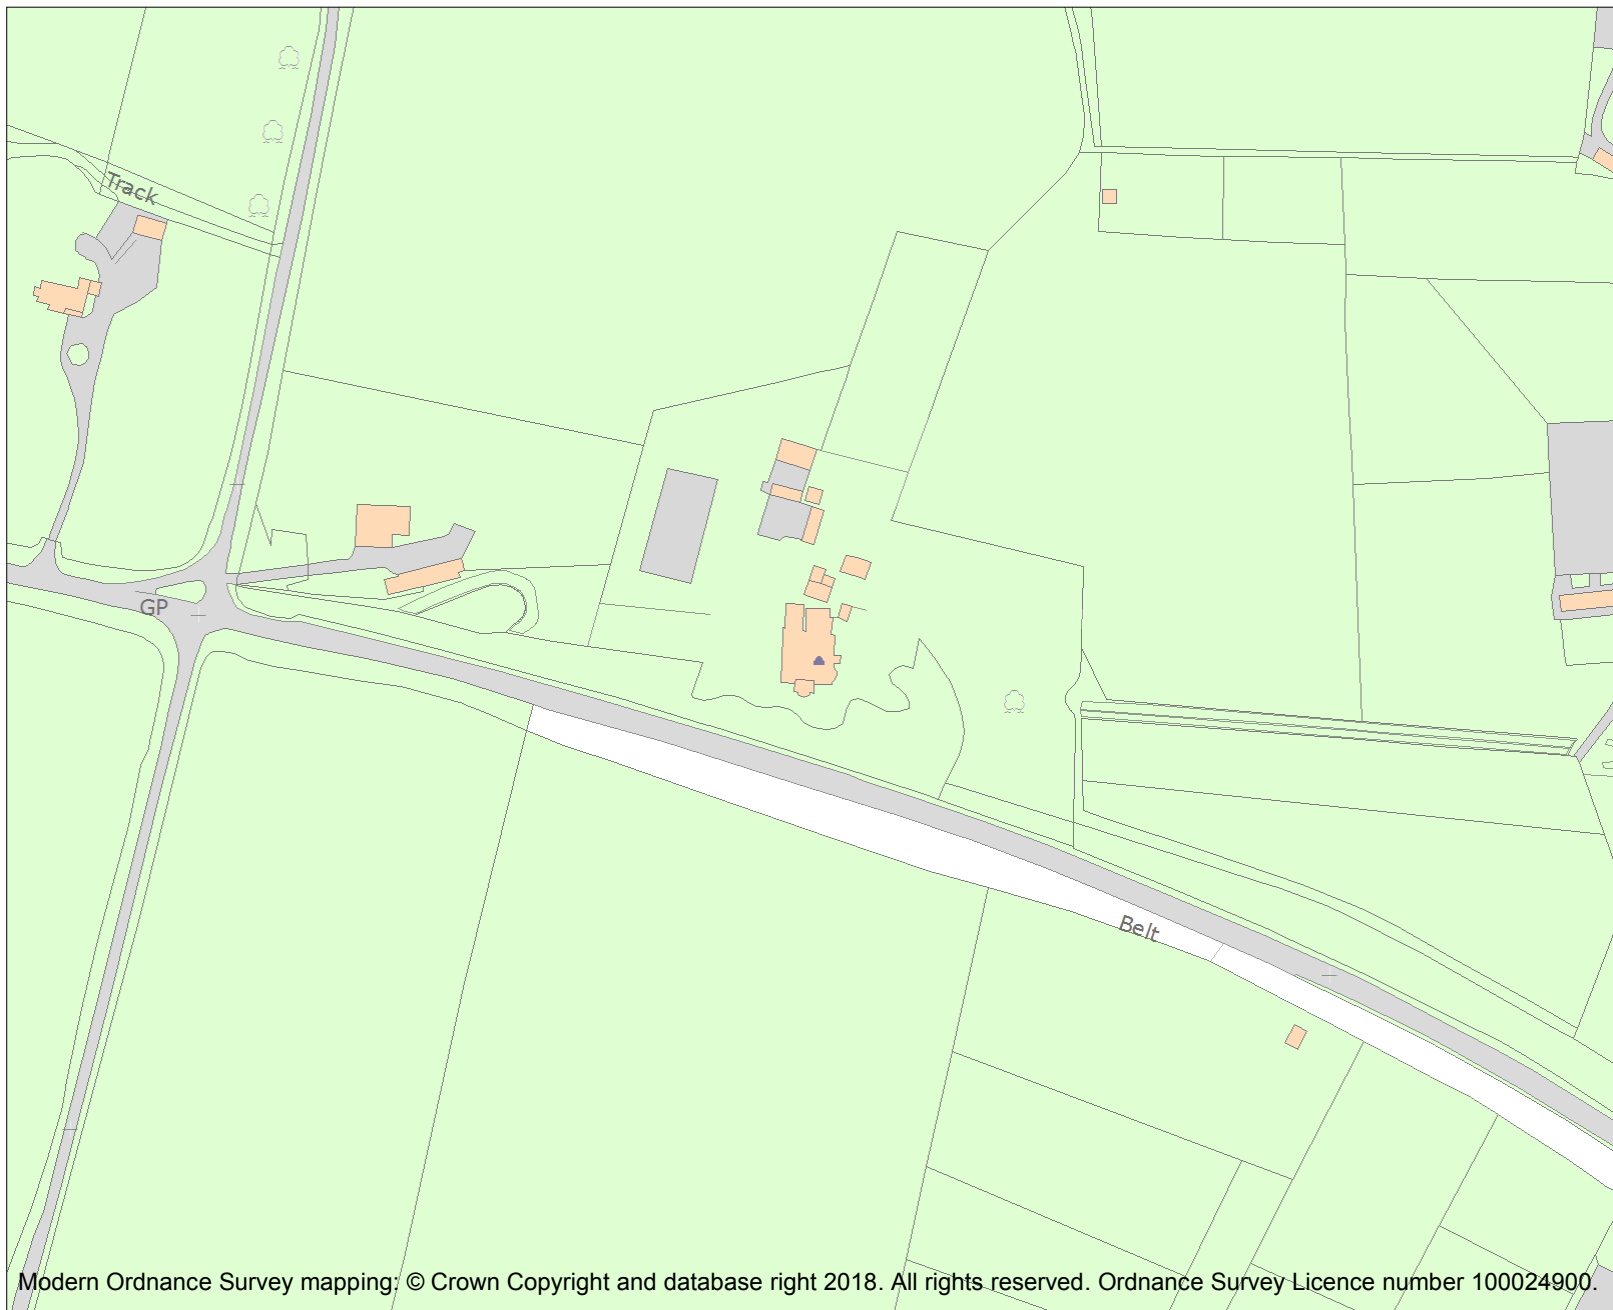 Track
GP
Belt
Modern Ordnance Survey mapping: © Crown Copyright and database right 2018. All rights reserved. Ordnance Survey Licence number 100024900.